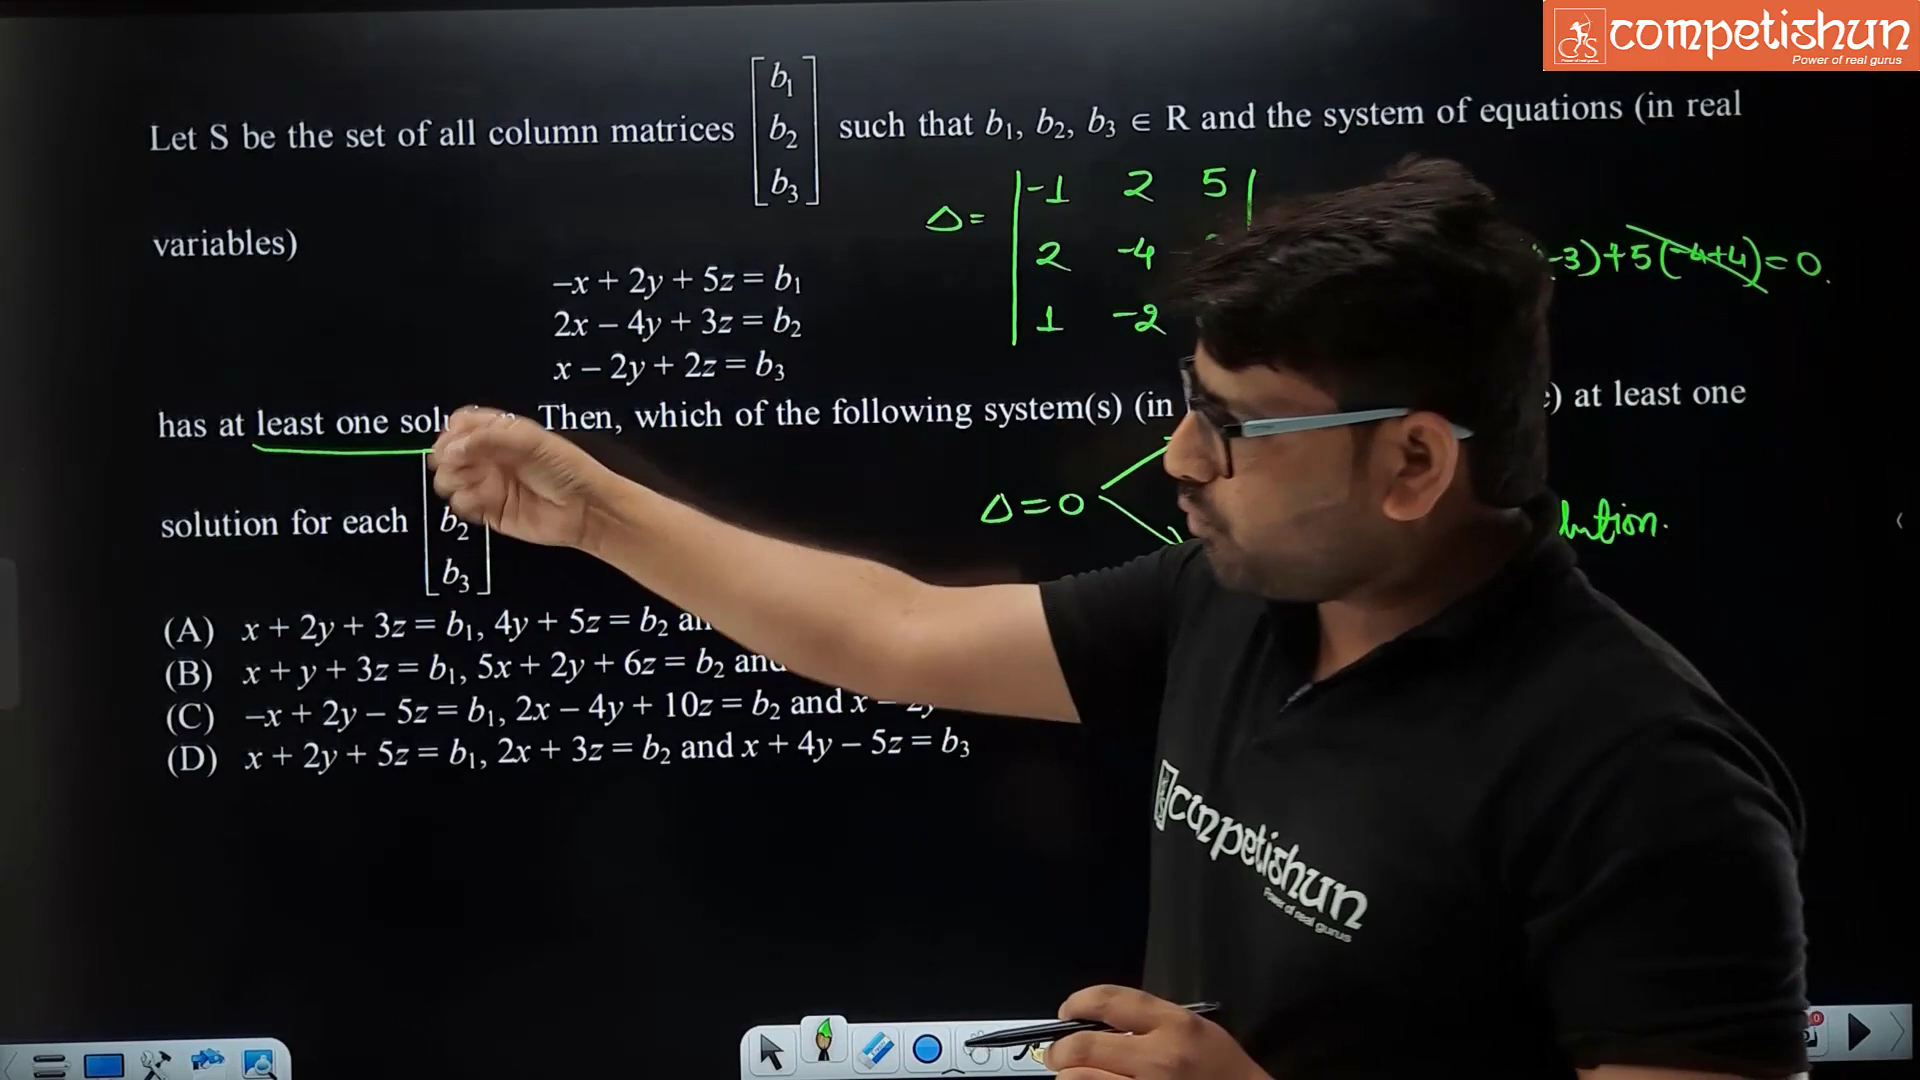 competishun
Power of real gurus
Let S be the set of all column matrices [b1 b2 b3] such that b1, b2, b3 ∈ R and the system of equations (in real
variables)
–x + 2y + 5z = b1
2x – 4y + 3z = b2
x – 2y + 2z = b3
has at least one Then, which of the following system(s) (in at least one
solution for each b2 b3
(A) x + 2y + 3z = b1, 4y + 5z = b2
(B) x + y + 3z = b1, 5x + 2y + 6z = b2 and
(C) –x + 2y – 5z = b1, 2x – 4y + 10z = b2 and x –
(D) x + 2y + 5z = b1, 2x + 3z = b2 and x + 4y – 5z = b3
Δ = | -1 2 5 |
2 -4
1 -2
-3) + 5(-4+4) = 0.
Δ = 0
competishun
Power of real gurus